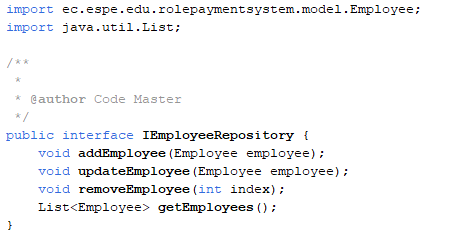 import ec.espe.edu.rolepaymentsystem.model.Employee;
import java.util.List;

/**
 *
 * @author Code Master
 */
public interface IEmployeeRepository {
    void addEmployee(Employee employee);
    void updateEmployee(Employee employee);
    void removeEmployee(int index);
    List<Employee> getEmployees();
}